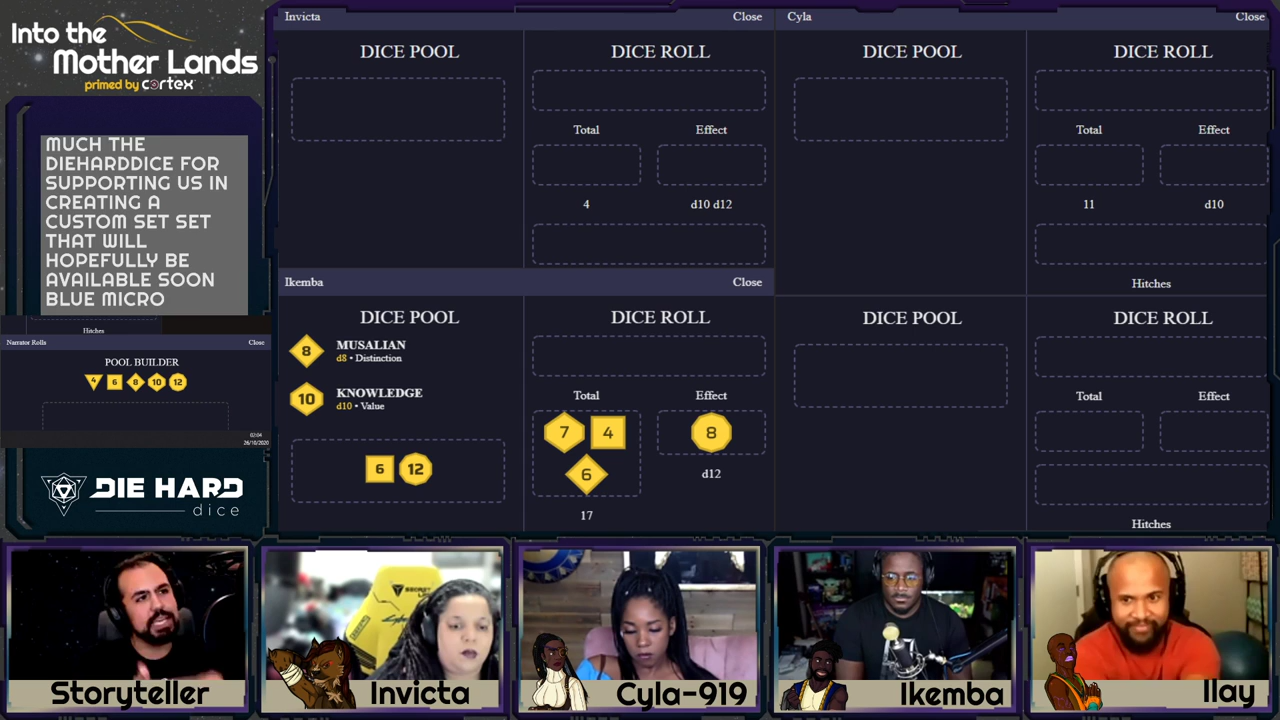 Into the
Mother Lands
primed by cortex
MUCH THE
DIEHARDDICE FOR
SUPPORTING US IN
CREATING A
CUSTOM SET SET
THAT WILL
HOPEFULLY BE
AVAILABLE SOON
BLUE MICRO
Hitches
Narrator Rolls Close
POOL BUILDER
4 6 8 10 12
02:04
26/10/2020
DIE HARD
dice
Invicta Close
DICE POOL
DICE ROLL
Total Effect
4 d10 d12
Cyla Close
DICE POOL
DICE ROLL
Total Effect
11 d10
Hitches
Ikemba Close
DICE POOL
8 MUSALIAN
d8 • Distinction
10 KNOWLEDGE
d10 • Value
6 12
DICE ROLL
Total Effect
7 4 8
6
d12
17
DICE POOL
DICE ROLL
Total Effect
Hitches
Storyteller
Invicta
Cyla-919
Ikemba
Ilay